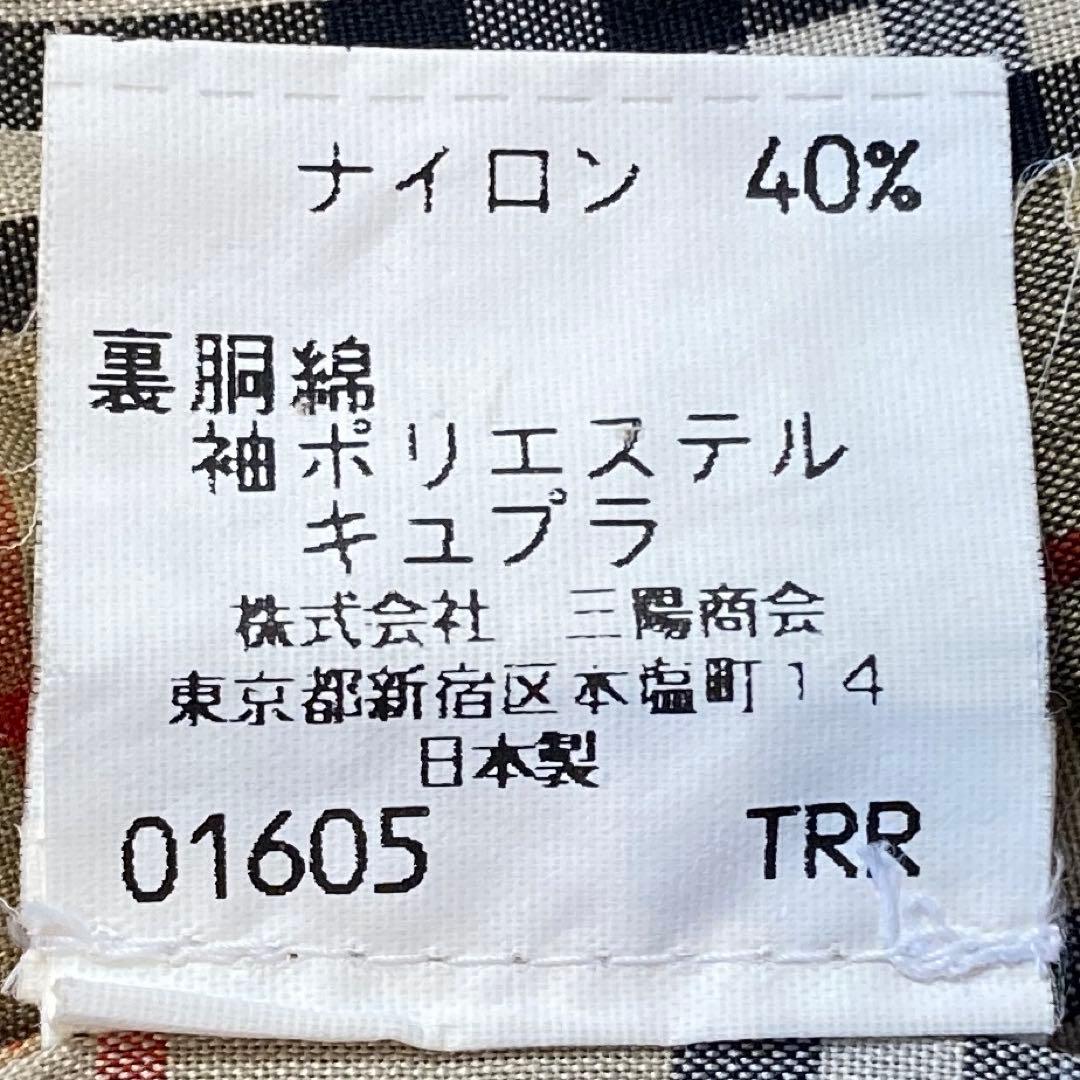 ナイロン 40%
裏胴綿
袖ポリエステル
キュプラ
株式会社 三陽商会
東京都新宿区本塩町14
日本製
01605 TRR